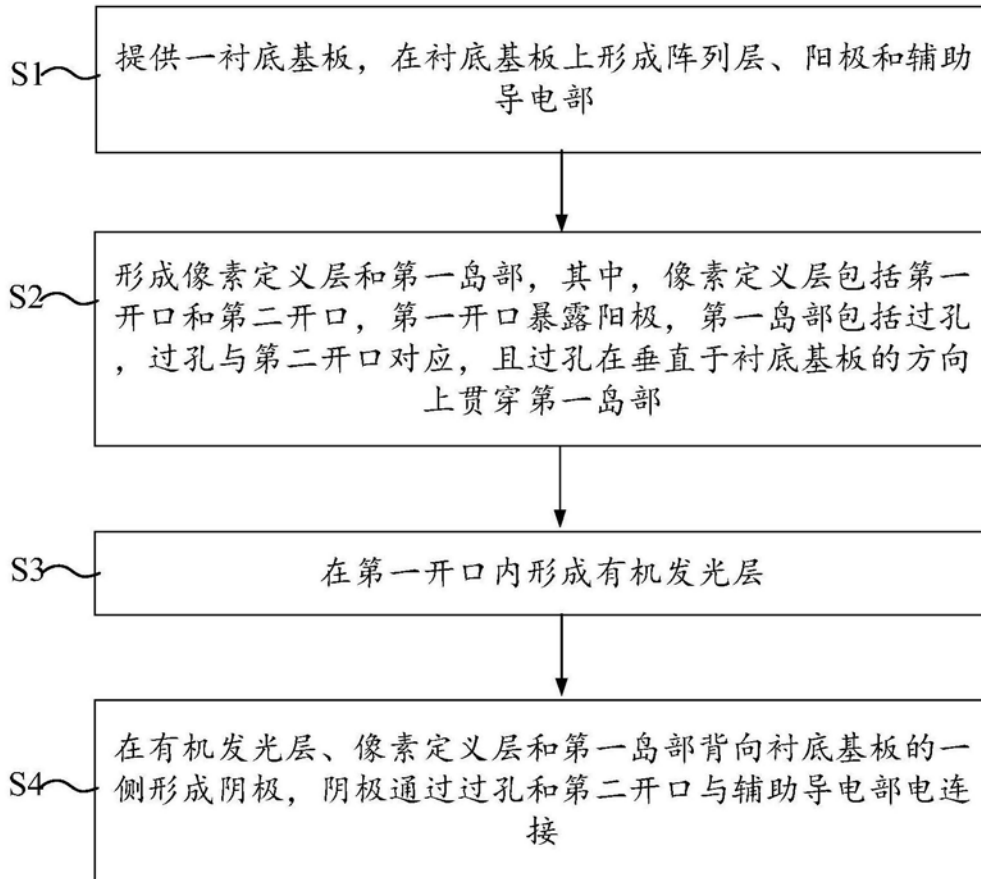 S1
提供一衬底基板，在衬底基板上形成阵列层、阳极和辅助
导电部
S2
形成像素定义层和第一岛部，其中，像素定义层包括第一
开口和第二开口，第一开口暴露阳极，第一岛部包括过孔
，过孔与第二开口对应，且过孔在垂直于衬底基板的方向
上贯穿第一岛部
S3
在第一开口内形成有机发光层
S4
在有机发光层、像素定义层和第一岛部背向衬底基板的一
侧形成阴极，阴极通过过孔和第二开口与辅助导电部电连
接